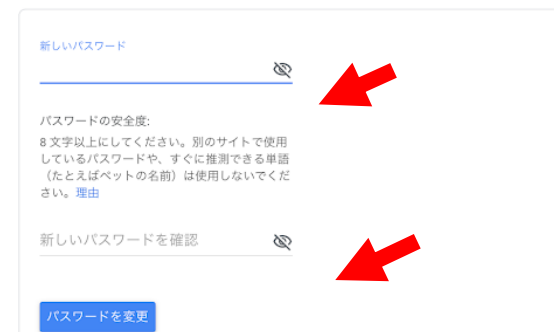 新しいパスワード
パスワードの安全度:
8 文字以上にしてください。別のサイトで使用
しているパスワードや、すぐに推測できる単語
（たとえばペットの名前）は使用しないでくだ
さい。理由
新しいパスワードを確認
パスワードを変更